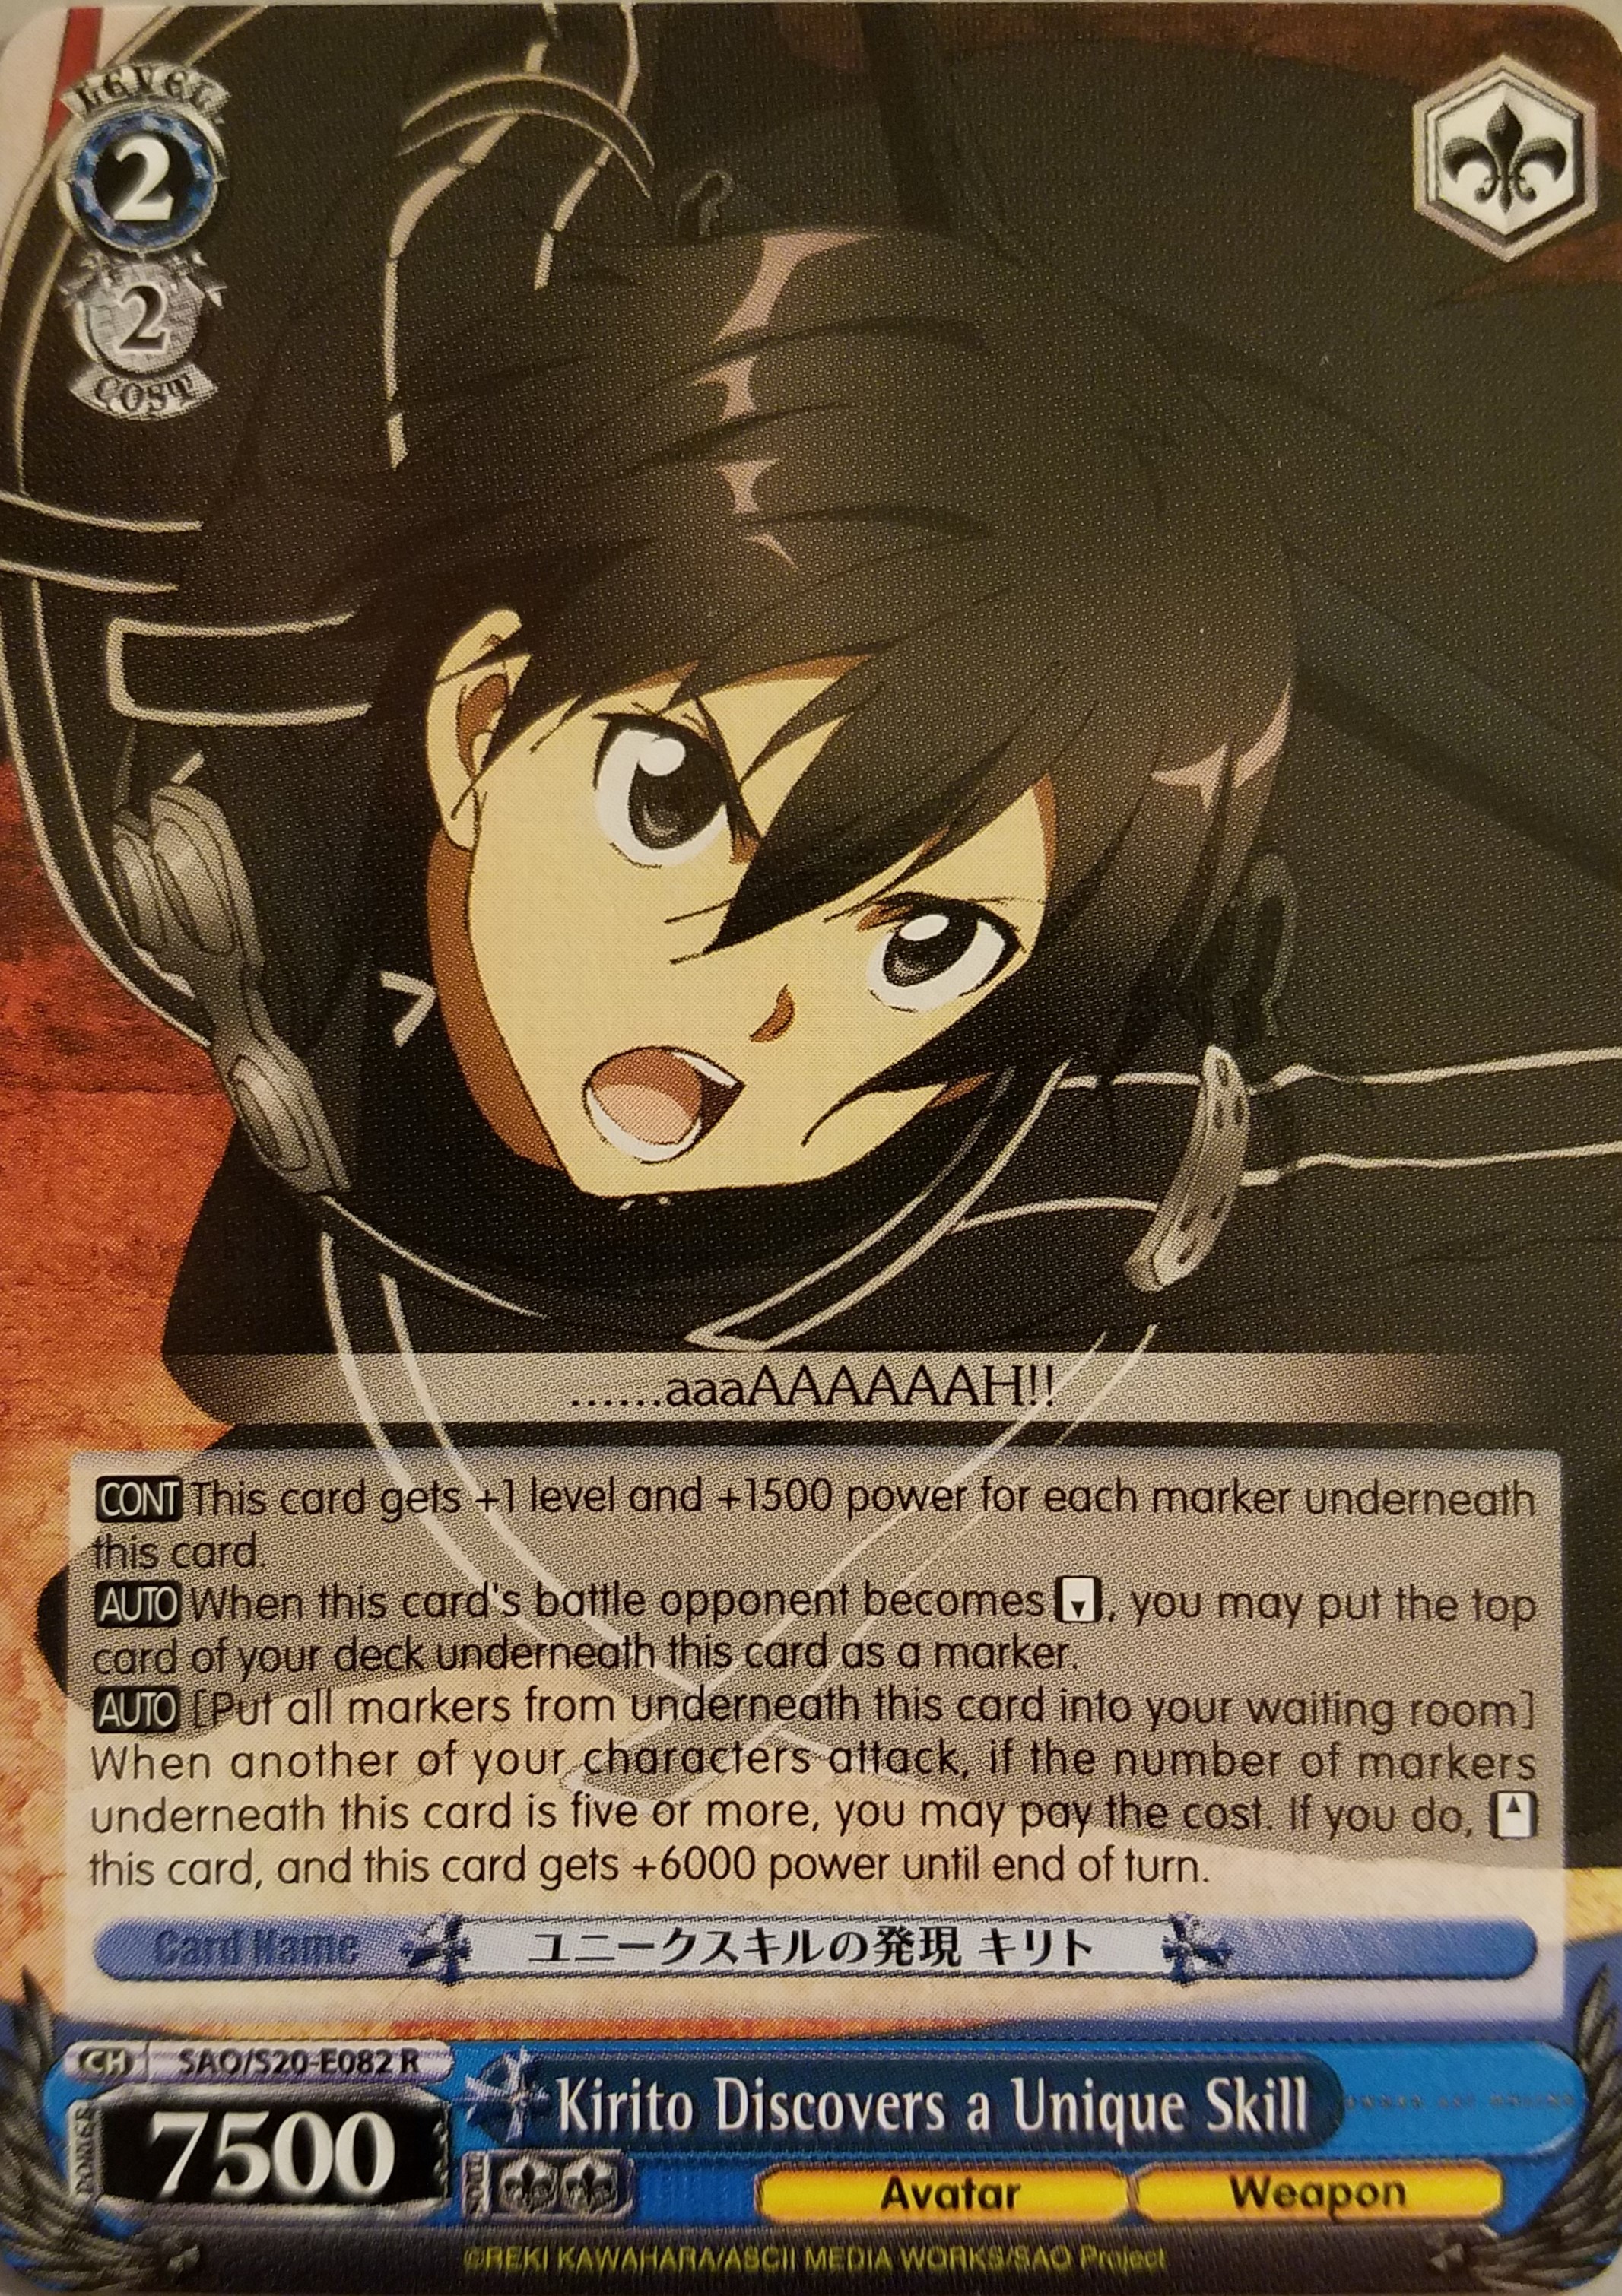 LEVEL
2
2
COST
......aaaAAAAAAH!!
CONT This card gets +1 level and +1500 power for each marker underneath
this card.
AUTO When this card's battle opponent becomes , you may put the top
card of your deck underneath this card as a marker.
AUTO [Put all markers from underneath this card into your waiting room]
When another of your characters attack, if the number of markers
underneath this card is five or more, you may pay the cost. If you do,
this card, and this card gets +6000 power until end of turn.
Card Name ユニークスキルの発現 キリト
CH SAO/S20-E082 R
Kirito Discovers a Unique Skill
POWER 7500
SOUL
Avatar Weapon
©REKI KAWAHARA/ASCII MEDIA WORKS/SAO Project